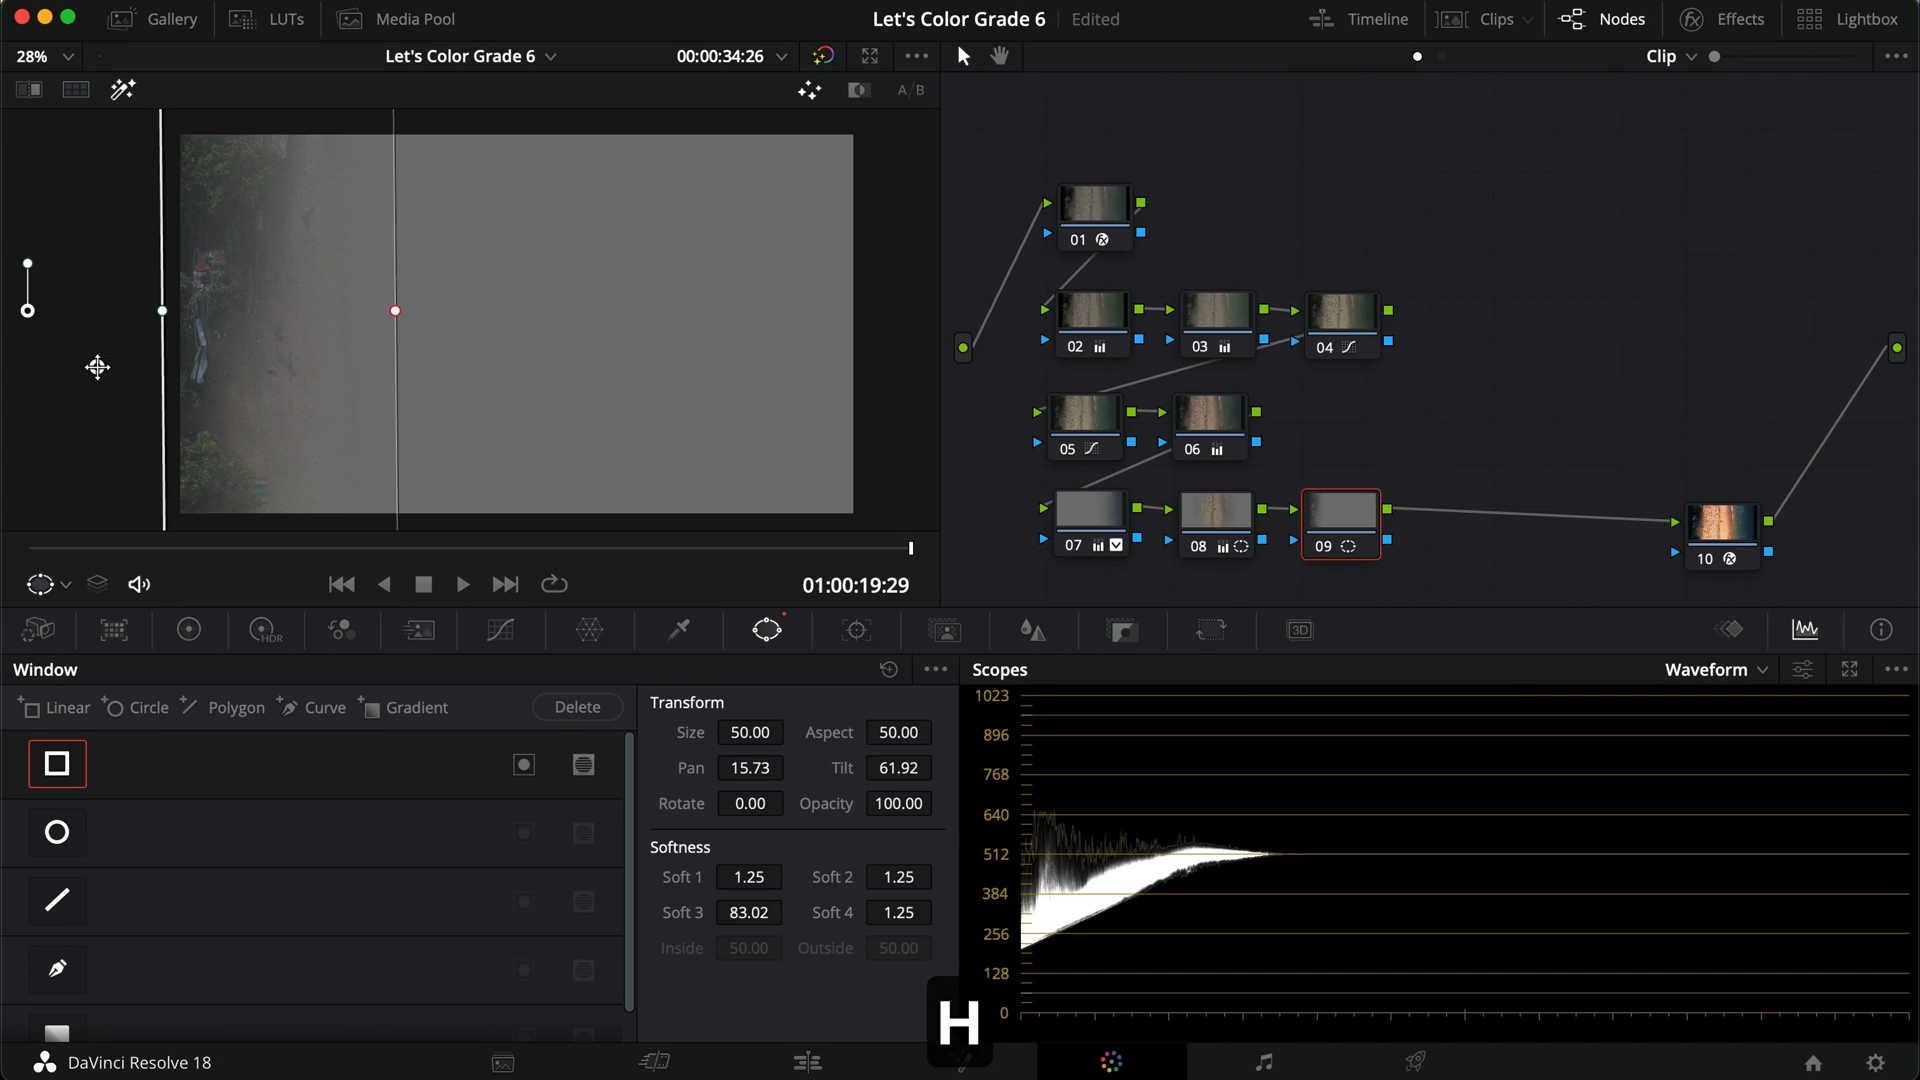 Gallery LUTs Media Pool Let's Color Grade 6 Edited Timeline Clips Nodes Effects Lightbox
28% Let's Color Grade 6 00:00:34:26 Clip
A/B
01
02 03 04
05 06
07 08 09 10
01:00:19:29
HDR 3D
Window Scopes Waveform
Linear Circle Polygon Curve Gradient Delete
Transform
Size 50.00 Aspect 50.00
Pan 15.73 Tilt 61.92
Rotate 0.00 Opacity 100.00
Softness
Soft 1 1.25 Soft 2 1.25
Soft 3 83.02 Soft 4 1.25
Inside 50.00 Outside 50.00
1023
896
768
640
512
384
256
128
0
H
DaVinci Resolve 18